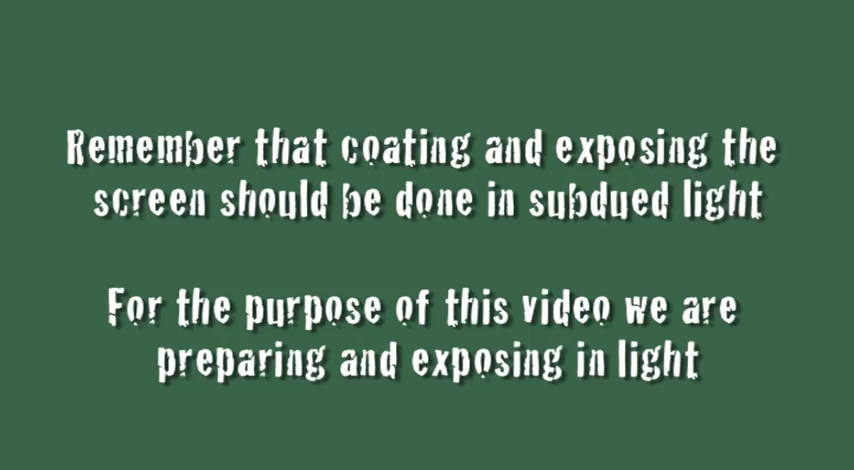 Remember that coating and exposing the
screen should be done in subdued light
For the purpose of this video we are
preparing and exposing in light